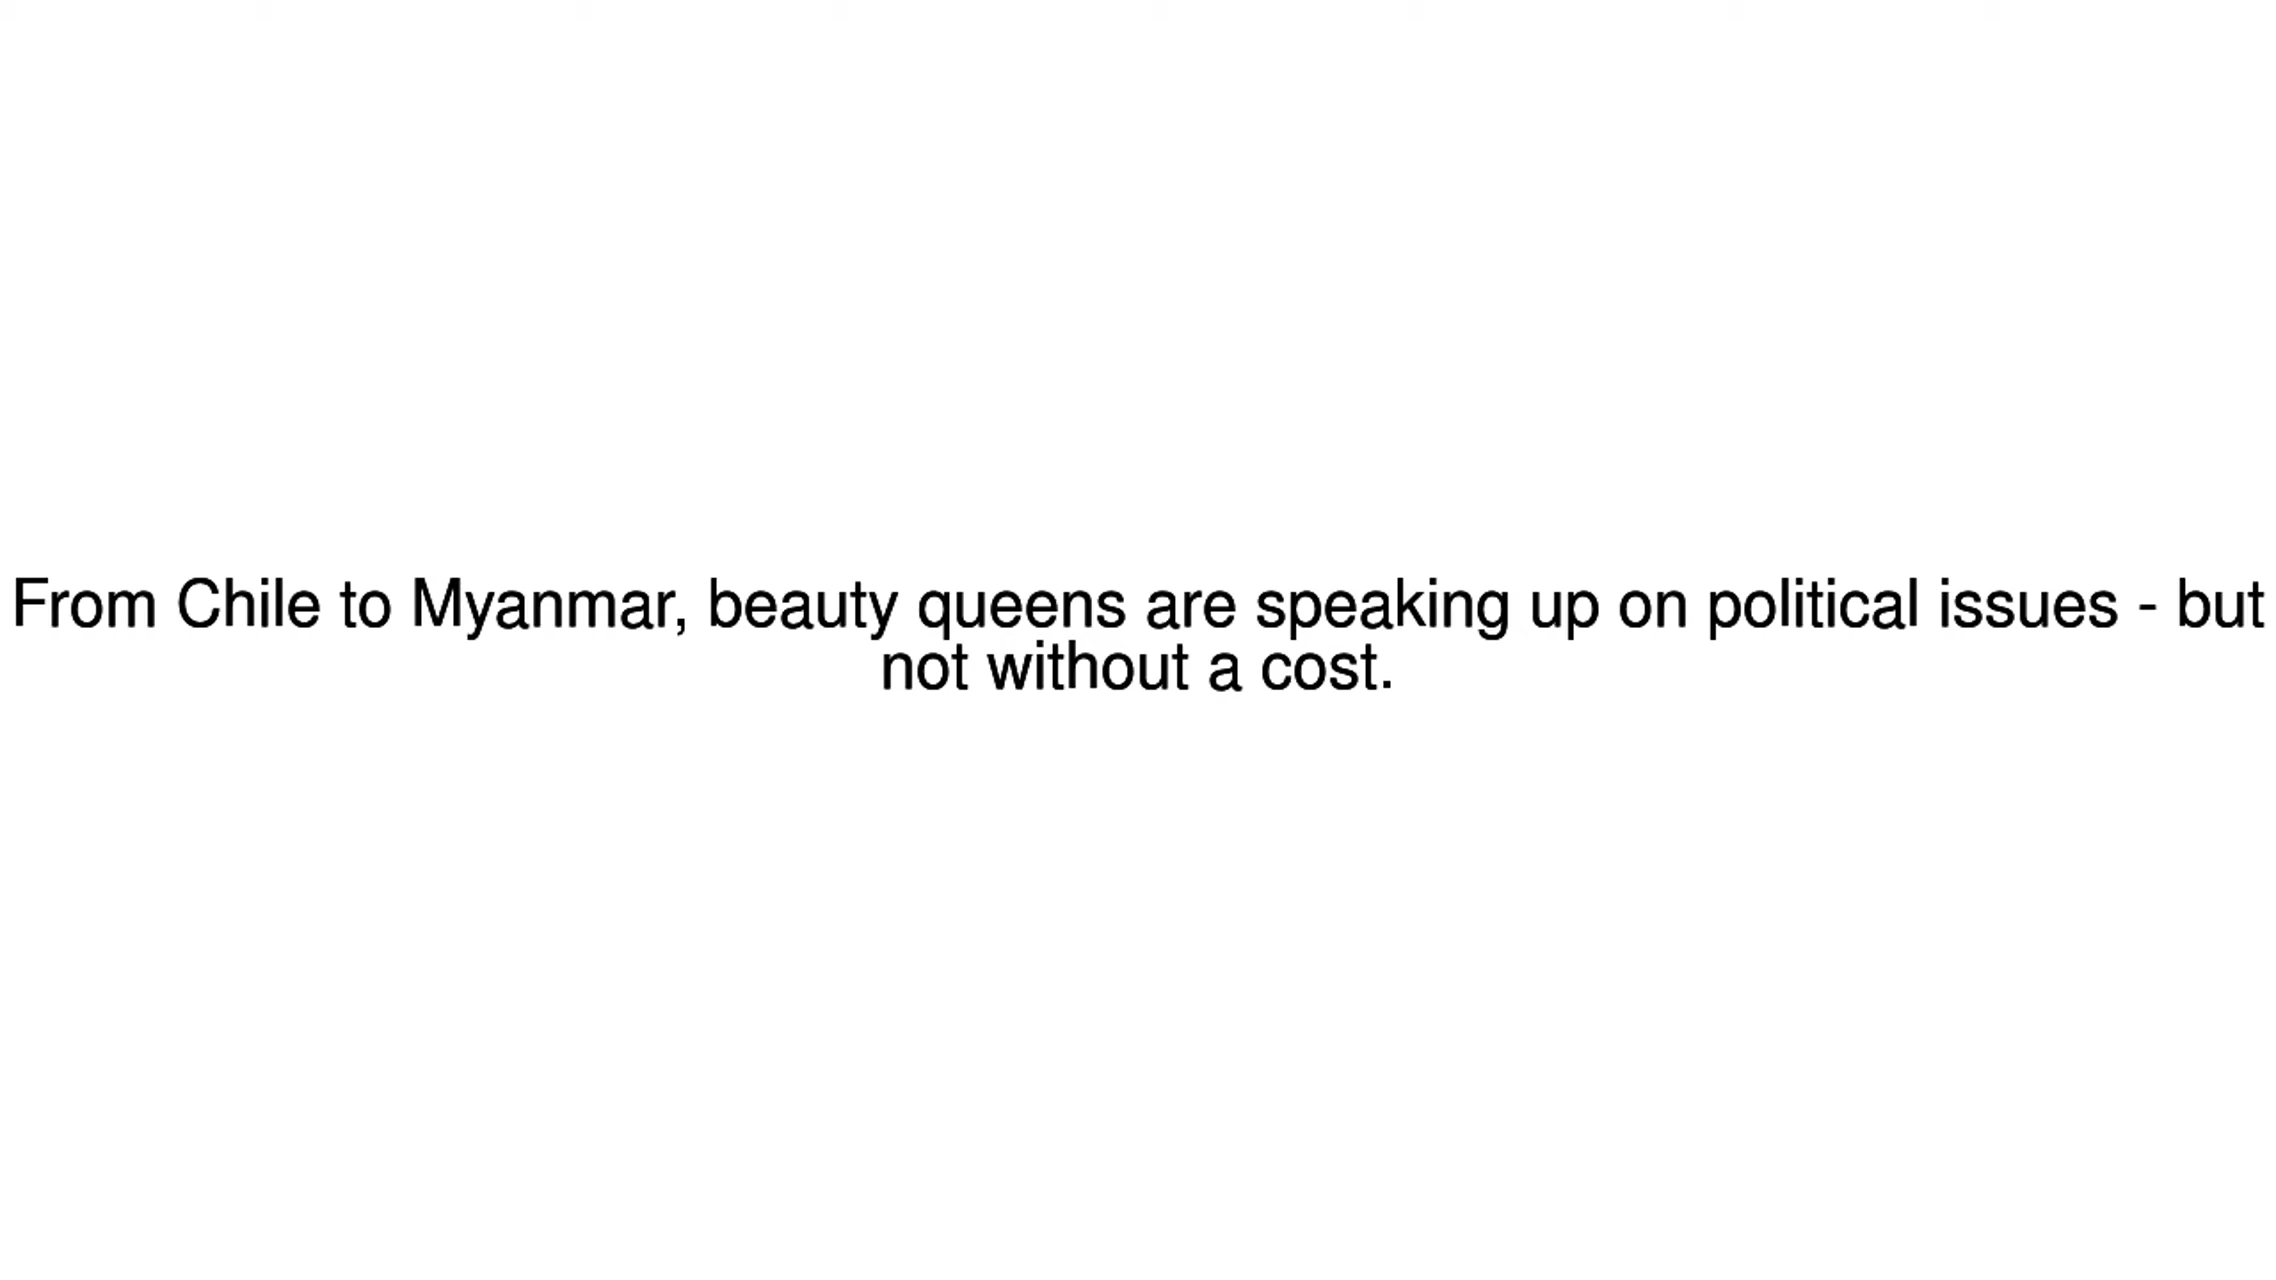 From Chile to Myanmar, beauty queens are speaking up on political issues - but
not without a cost.